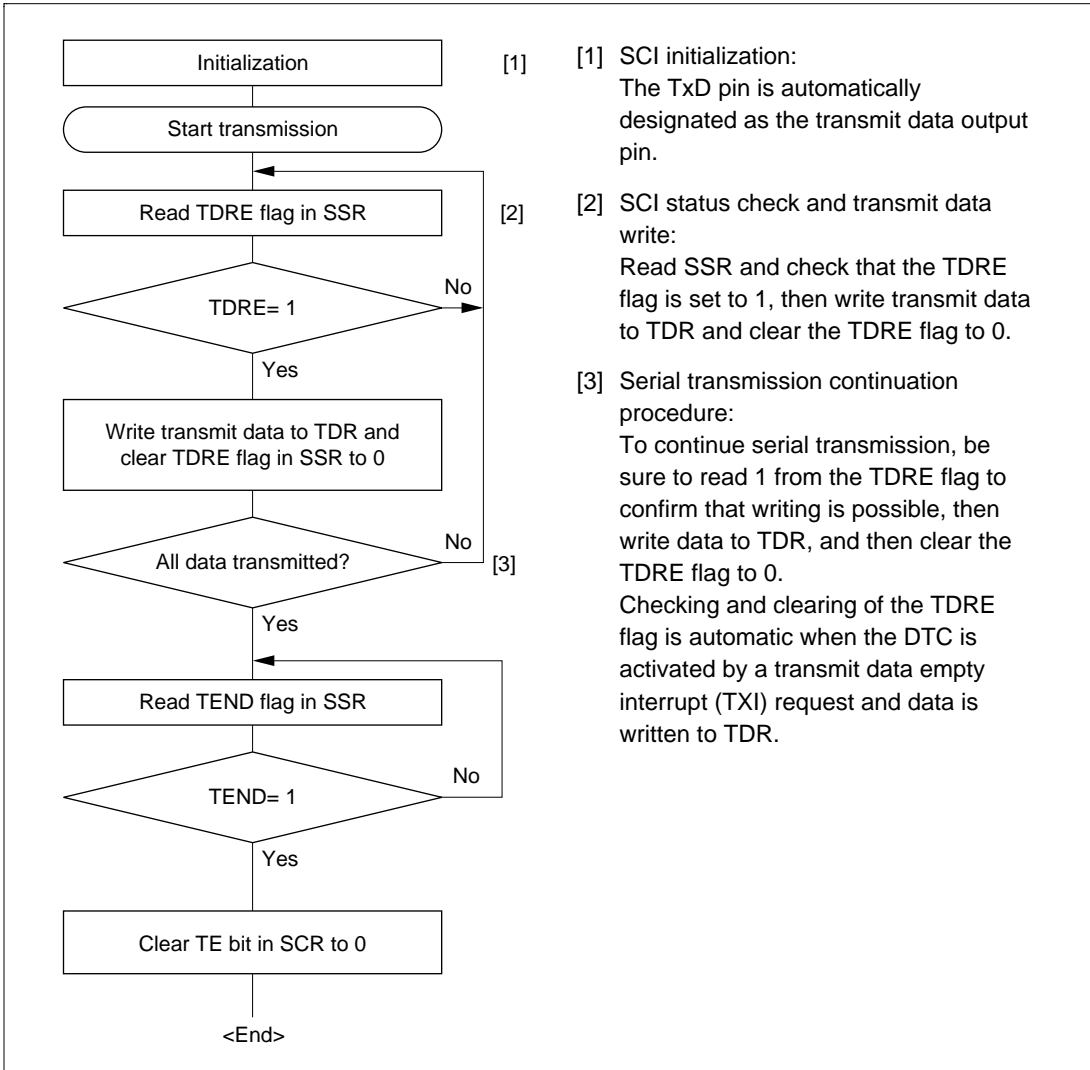 Initialization
[1]
Start transmission
Read TDRE flag in SSR
[2]
TDRE= 1
No
Yes
Write transmit data to TDR and
clear TDRE flag in SSR to 0
All data transmitted?
No
[3]
Yes
Read TEND flag in SSR
TEND= 1
No
Yes
Clear TE bit in SCR to 0
<End>
[1] SCI initialization:
The TxD pin is automatically
designated as the transmit data output
pin.
[2] SCI status check and transmit data
write:
Read SSR and check that the TDRE
flag is set to 1, then write transmit data
to TDR and clear the TDRE flag to 0.
[3] Serial transmission continuation
procedure:
To continue serial transmission, be
sure to read 1 from the TDRE flag to
confirm that writing is possible, then
write data to TDR, and then clear the
TDRE flag to 0.
Checking and clearing of the TDRE
flag is automatic when the DTC is
activated by a transmit data empty
interrupt (TXI) request and data is
written to TDR.